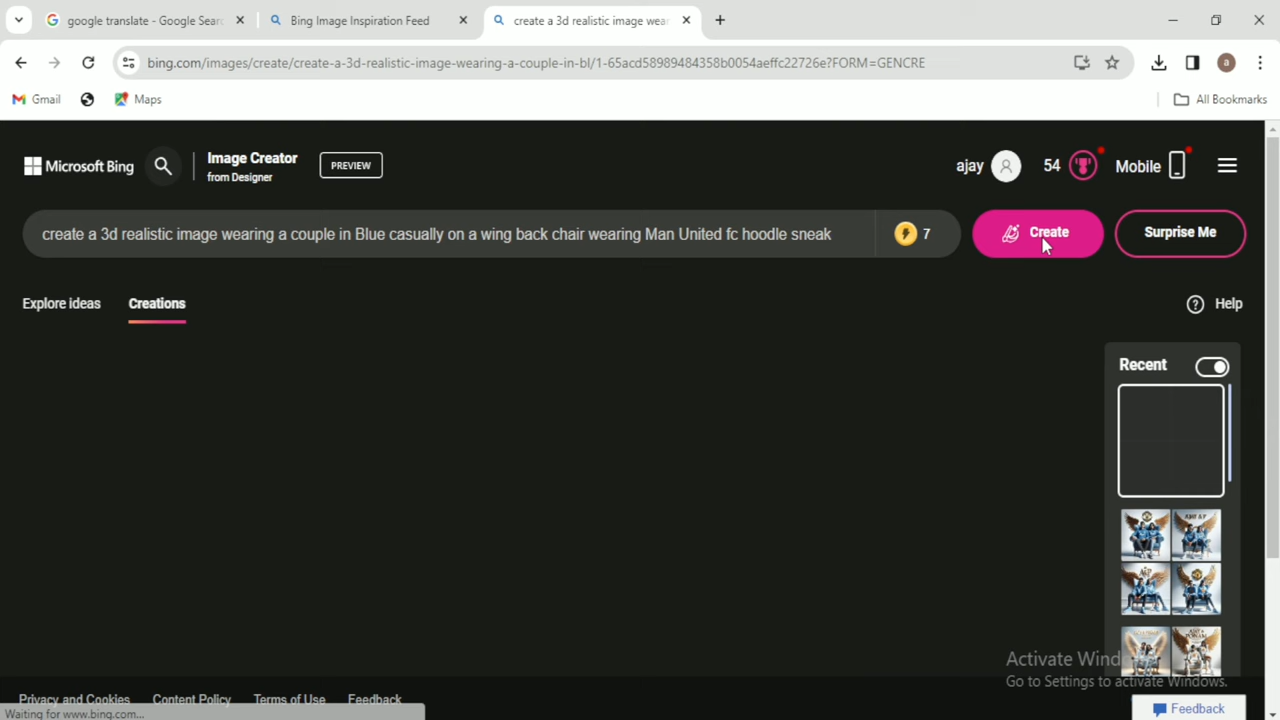 google translate - Google Sear
Bing Image Inspiration Feed
create a 3d realistic image wear
bing.com/images/create/create-a-3d-realistic-image-wearing-a-couple-in-bl/1-65acd58989484358b0054aeffc22726e?FORM=GENCRE
a
Gmail
Maps
All Bookmarks
Microsoft Bing
Image Creator
from Designer
PREVIEW
ajay
54
Mobile
create a 3d realistic image wearing a couple in Blue casually on a wing back chair wearing Man United fc hoodle sneak
7
Create
Surprise Me
Explore ideas
Creations
Help
Recent
Activate Windows
Go to Settings to activate Windows.
Privacy and Cookies
Content Policy
Terms of Use
Feedback
Waiting for www.bing.com...
Feedback